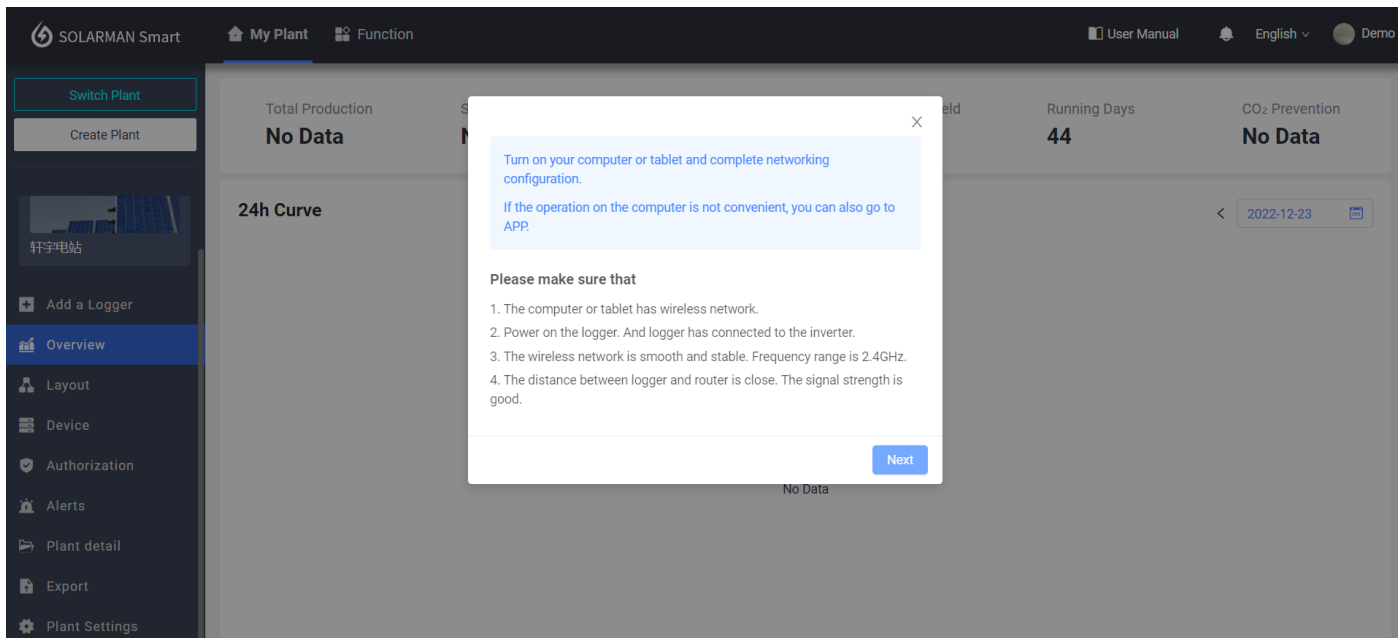 SOLARMAN Smart
My Plant
Function
User Manual
English
Demo
Switch Plant
Create Plant
轩宇电站
Add a Logger
Overview
Layout
Device
Authorization
Alerts
Plant detail
Export
Plant Settings
Total Production
No Data
Running Days
44
CO₂ Prevention
No Data
24h Curve
2022-12-23
Turn on your computer or tablet and complete networking
configuration.
If the operation on the computer is not convenient, you can also go to
APP.
Please make sure that
1. The computer or tablet has wireless network.
2. Power on the logger. And logger has connected to the inverter.
3. The wireless network is smooth and stable. Frequency range is 2.4GHz.
4. The distance between logger and router is close. The signal strength is
good.
Next
No Data